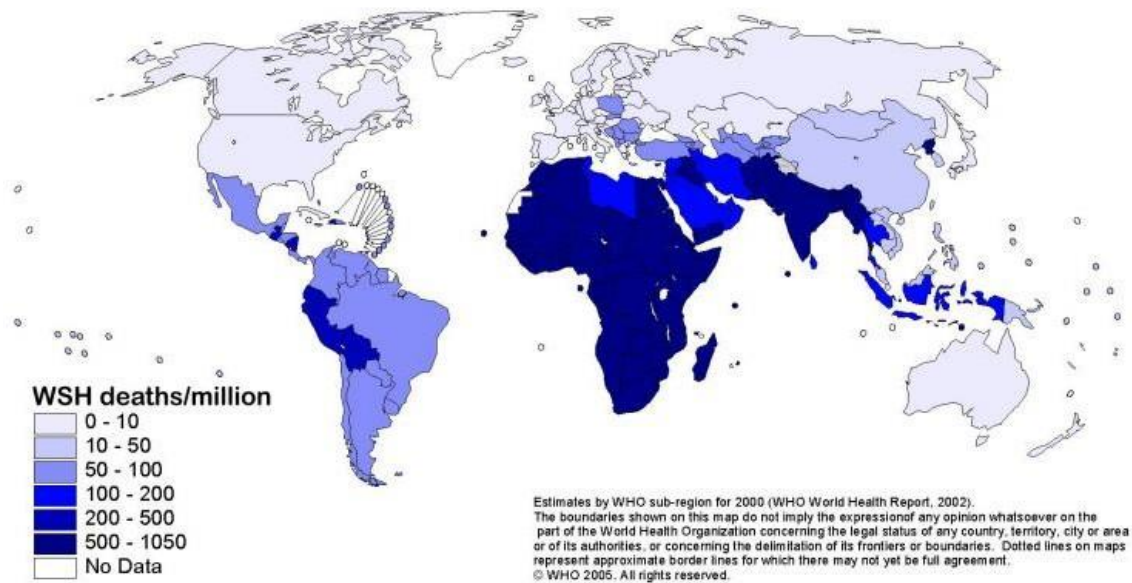 WSH deaths/million
0 - 10
10 - 50
50 - 100
100 - 200
200 - 500
500 - 1050
No Data
Estimates by WHO sub-region for 2000 (WHO World Health Report, 2002).
The boundaries shown on this map do not imply the expressionof any opinion whatsoever on the
part of the World Health Organization concerning the legal status of any country, territory, city or area
or of its authorities, or concerning the delimitation of its frontiers or boundaries. Dotted lines on maps
represent approximate border lines for which there may not yet be full agreement.
© WHO 2005. All rights reserved.